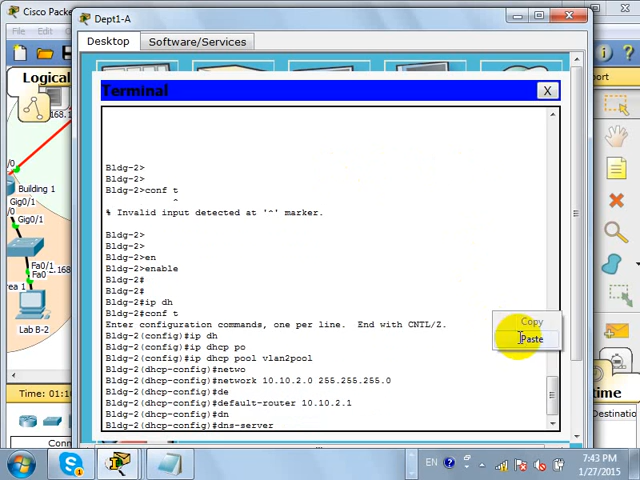 Cisco Packet
File
Dept1-A
Desktop
Software/Services
Logical
Terminal
X
Bldg-2>
Bldg-2>
Bldg-2>conf t
^
% Invalid input detected at '^' marker.
Bldg-2>
Bldg-2>
Bldg-2>en
Bldg-2>enable
Bldg-2#
Bldg-2#
Bldg-2#ip dh
Bldg-2#conf t
Enter configuration commands, one per line.  End with CNTL/Z.
Bldg-2(config)#ip dh
Bldg-2(config)#ip dhcp po
Bldg-2(config)#ip dhcp pool vlan2pool
Bldg-2(dhcp-config)#netwo
Bldg-2(dhcp-config)#network 10.10.2.0 255.255.255.0
Bldg-2(dhcp-config)#de
Bldg-2(dhcp-config)#default-router 10.10.2.1
Bldg-2(dhcp-config)#dn
Bldg-2(dhcp-config)#dns-server
Copy
Paste
Building 1
Gig0/1
Gig0/1
Fa0/1
Fa0
Lab B-2
Destination
EN
7:43 PM
1/27/2015